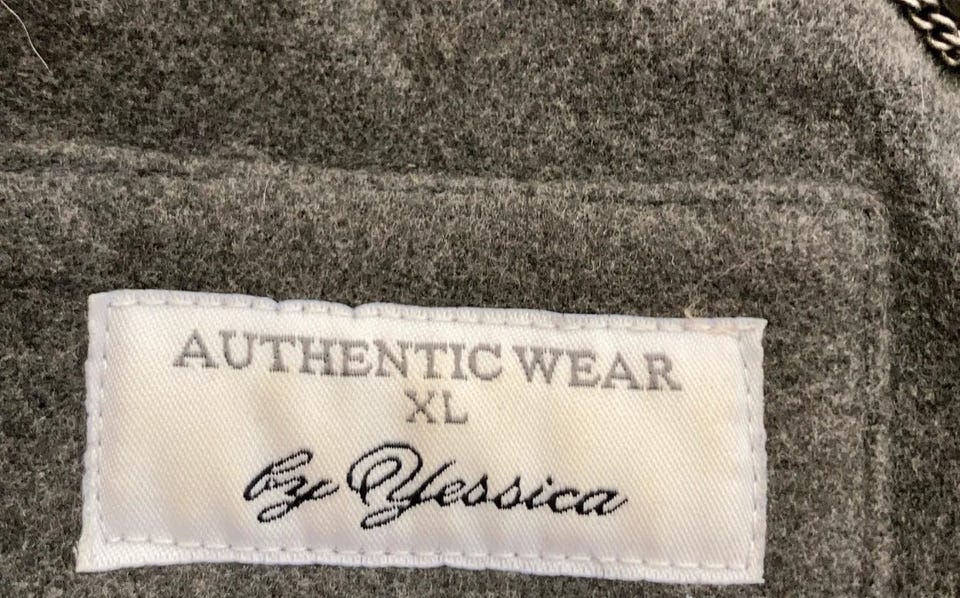 AUTHENTIC WEAR
XL
by Yessica